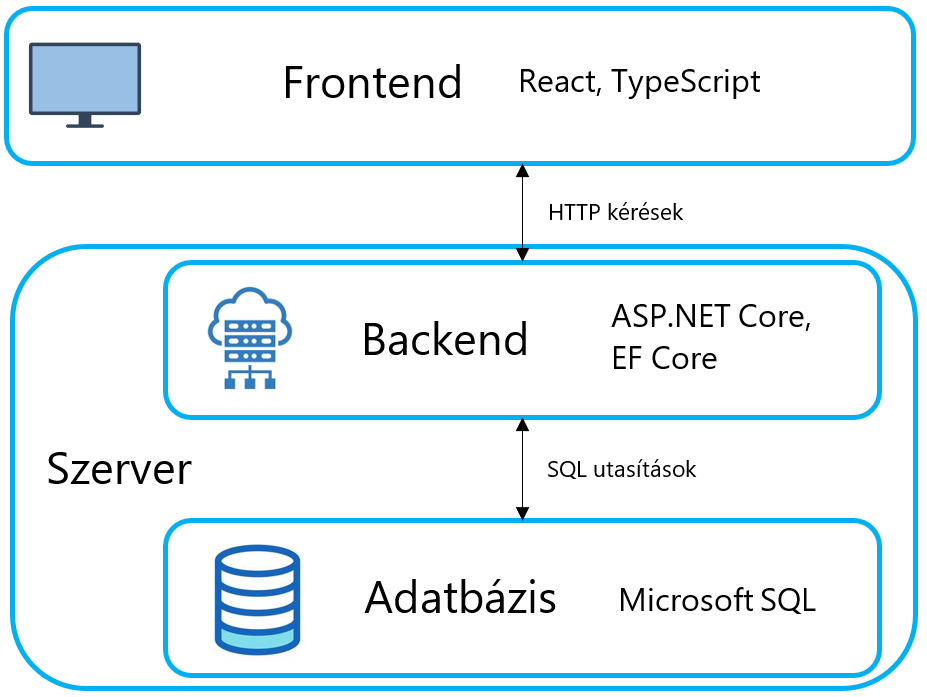 Frontend React, TypeScript
HTTP kérések
Backend
ASP.NET Core,
EF Core
Szerver
SQL utasítások
Adatbázis Microsoft SQL